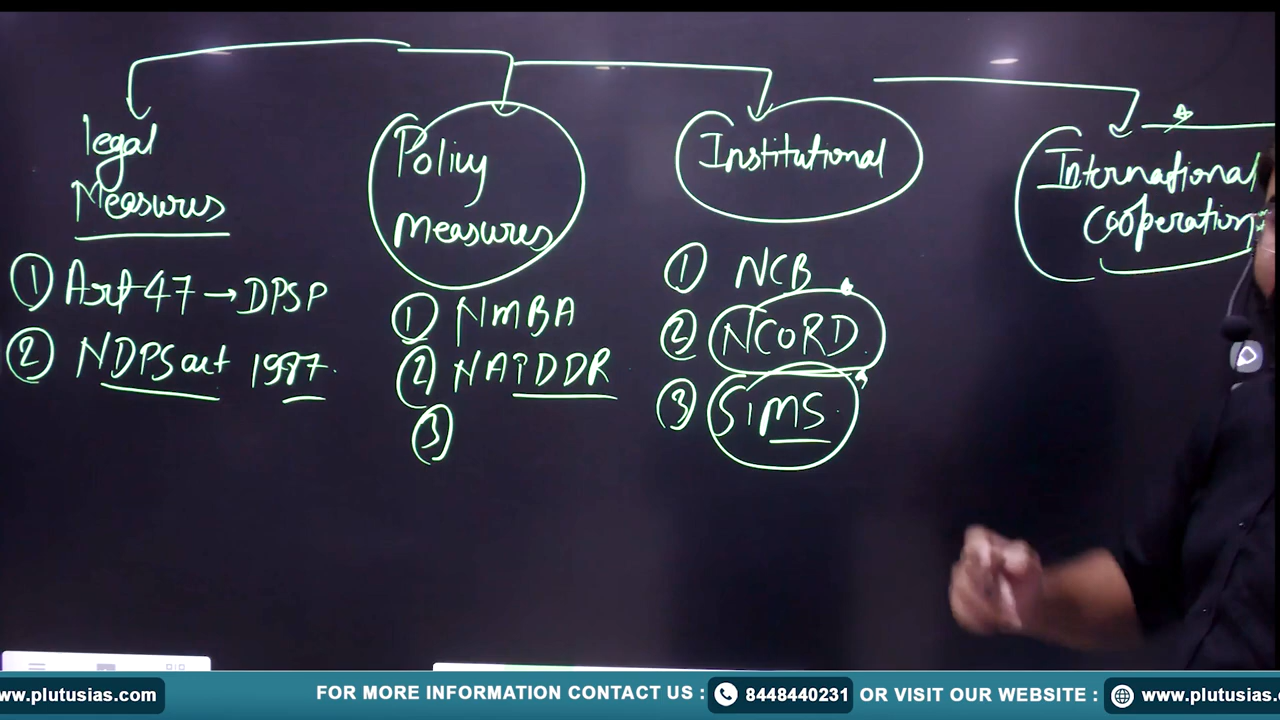 legal
Measures
① Art 47 → DPSP
② NDPS act 1987
Policy
Measures
① NMBA
② NAPDDR
③
Institutional
① NCB
② NCORD
③ SIMS
International
cooperation
www.plutusias.com
FOR MORE INFORMATION CONTACT US : 8448440231 OR VISIT OUR WEBSITE : www.plutusias.c